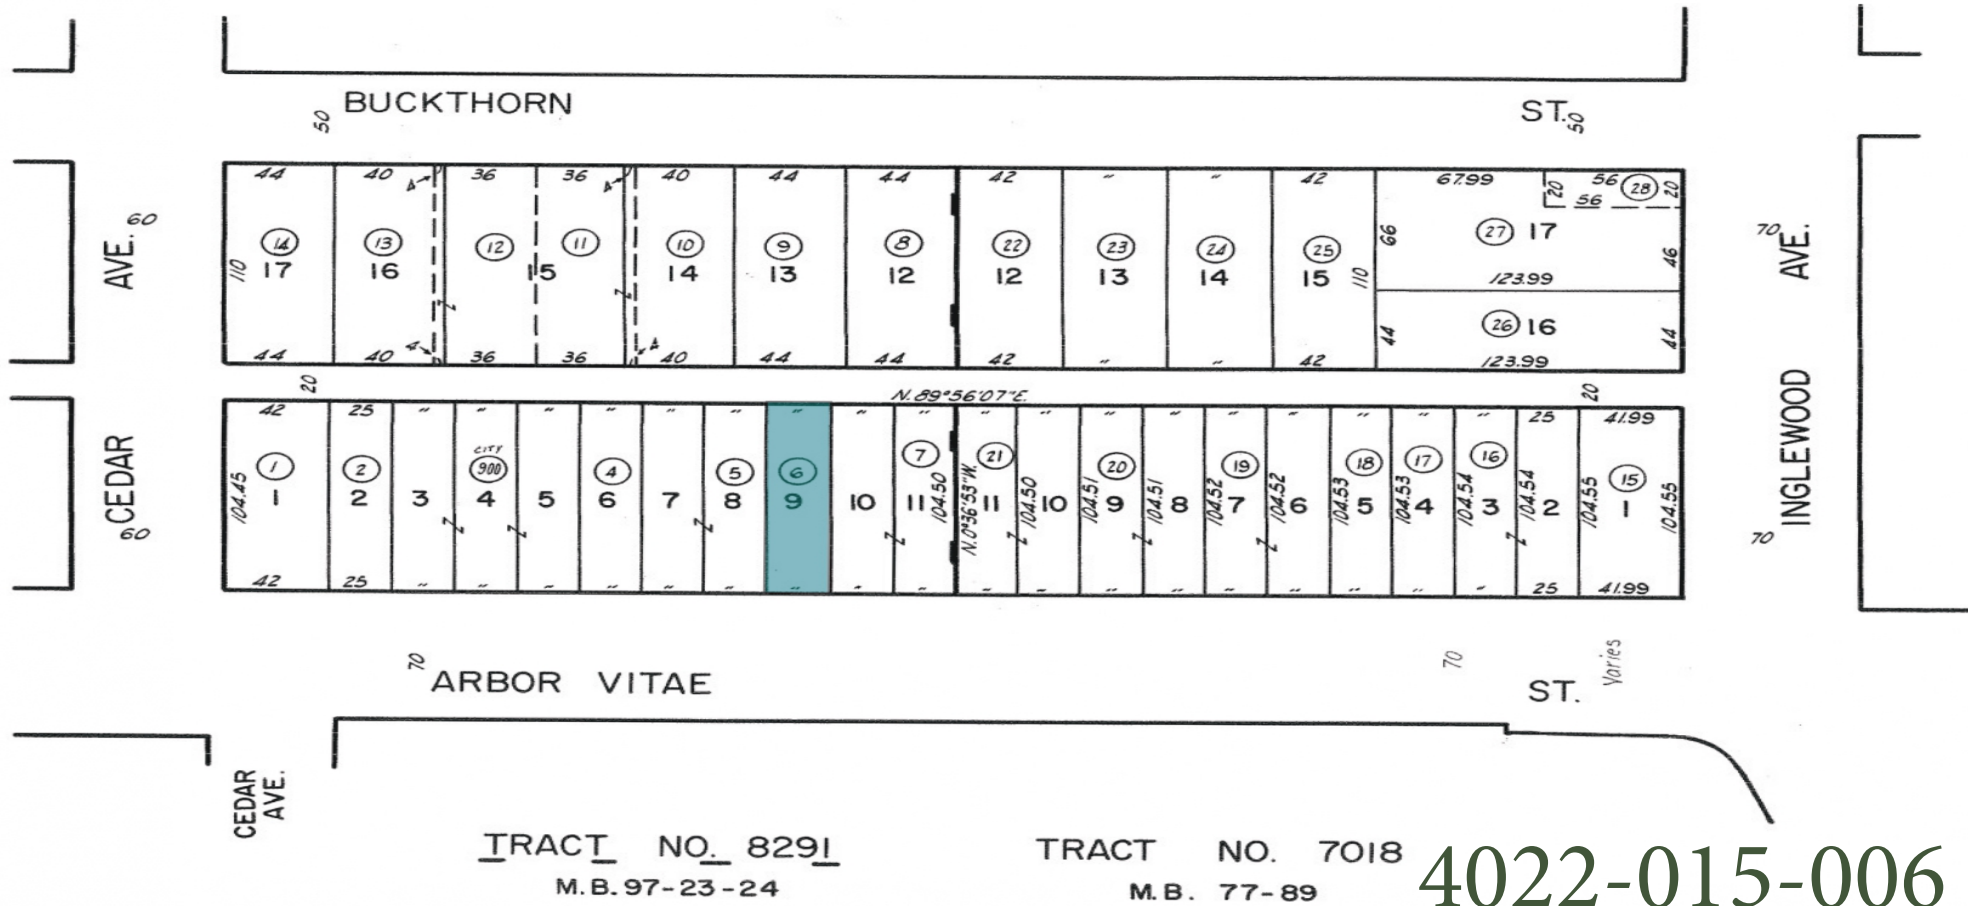 BUCKTHORN ST.
50 50
44 40 4 36 36 4 40 44 44 42 " " 42 67.99 56 28 20
20 56
60 AVE. 70 AVE.
14 13 12 11 10 9 8 22 23 24 25 66 27 17 46
110 17 16 15 14 13 12 12 13 14 15 110 123.99
Z Z
44 26 16 44
44 40 4 36 36 4 40 44 44 42 " " 42 123.99
20 20
N. 89°56'07"E.
42 25 " " " " " " " " " " " " " " " " " " " 25 41.99
CEDAR INGLEWOOD
CITY
1 2 900 4 5 6 7 21 20 19 18 17 16 15
104.45 1 2 3 4 5 6 7 8 9 10 11 104.50 N.0°36'53"W. 11 104.50 10 104.51 9 104.51 8 104.52 7 104.52 6 104.53 5 104.53 4 104.54 3 104.54 2 104.55 1 104.55
Z Z Z Z Z Z Z Z
60 70
42 25 " " " " " " " " " " " " " " " " " " " 25 41.99
70 70 Varies
ARBOR VITAE ST.
CEDAR
AVE.
TRACT NO. 8291
M.B. 97-23-24
TRACT NO. 7018
M.B. 77-89
4022-015-006